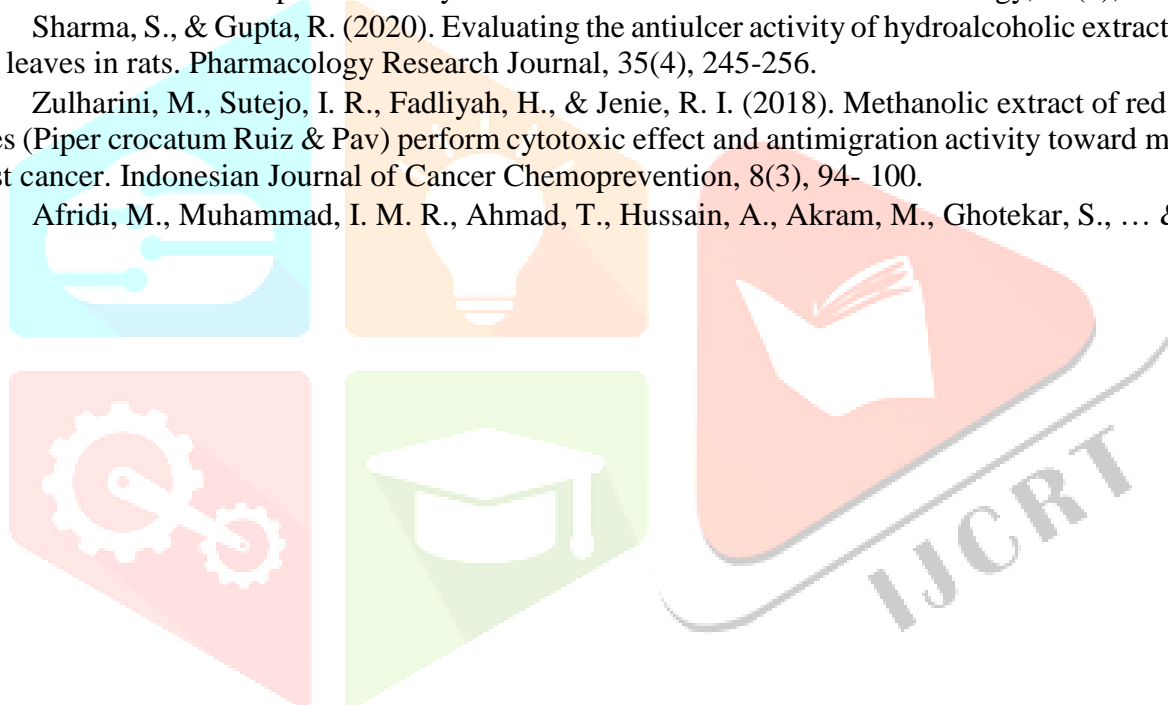 Sharma, S., & Gupta, R. (2020). Evaluating the antiulcer activity of hydroalcoholic extract
leaves in rats. Pharmacology Research Journal, 35(4), 245-256.
Zulharini, M., Sutejo, I. R., Fadliyah, H., & Jenie, R. I. (2018). Methanolic extract of red
es (Piper crocatum Ruiz & Pav) perform cytotoxic effect and antimigration activity toward m
st cancer. Indonesian Journal of Cancer Chemoprevention, 8(3), 94- 100.
Afridi, M., Muhammad, I. M. R., Ahmad, T., Hussain, A., Akram, M., Ghotekar, S., … &
IJCRT